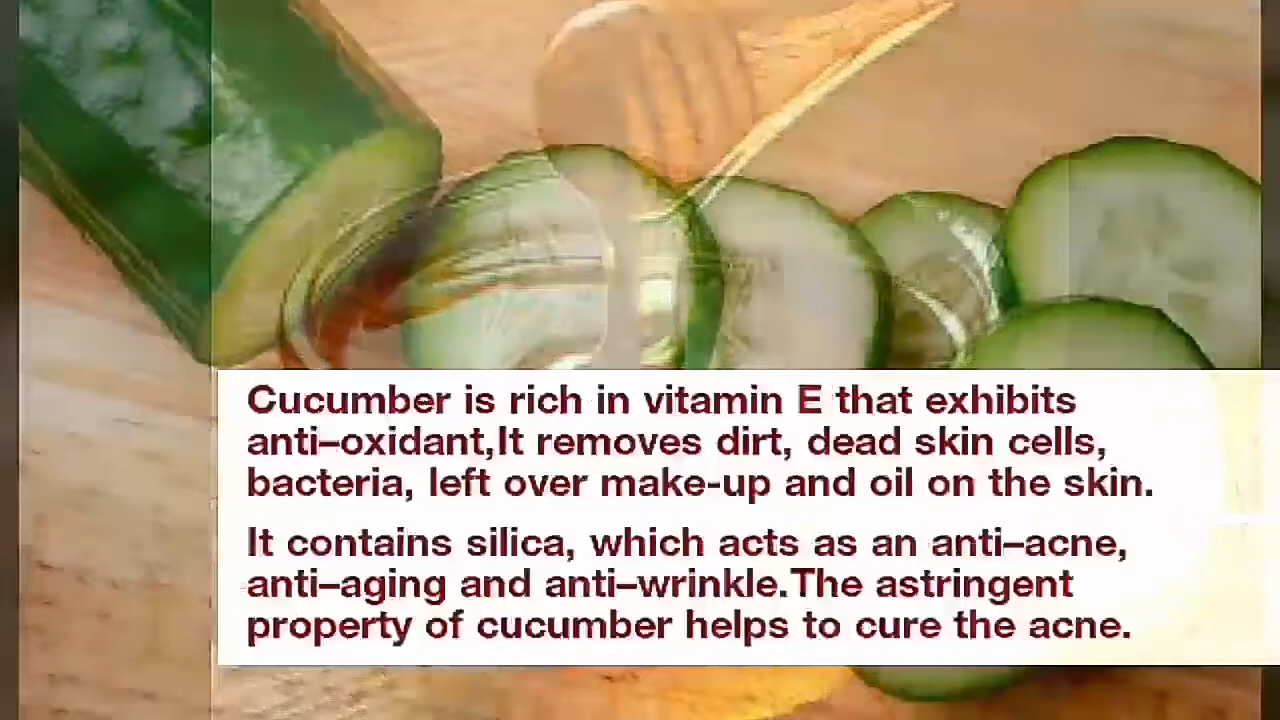 Cucumber is rich in vitamin E that exhibits
anti–oxidant,It removes dirt, dead skin cells,
bacteria, left over make-up and oil on the skin.
It contains silica, which acts as an anti–acne,
anti–aging and anti–wrinkle.The astringent
property of cucumber helps to cure the acne.